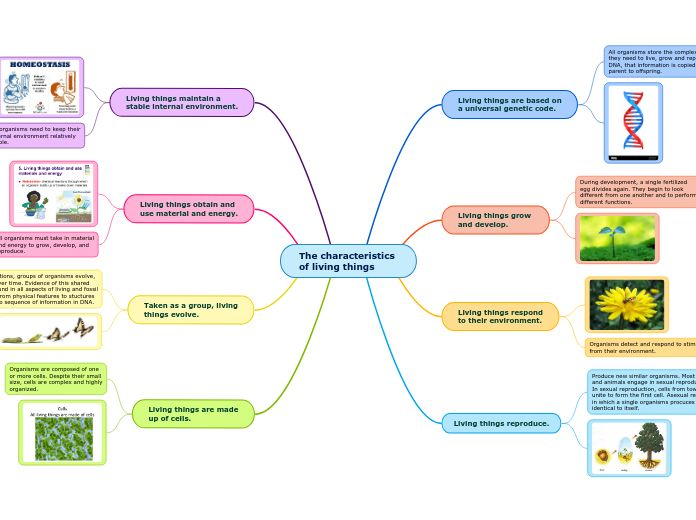 The characteristics
of living things
Living things are based on
a universal genetic code.
All organisms store the complex
they need to live, grow and rep
DNA, that information is copied
parent to offspring.
Living things grow
and develop.
During development, a single fertilized
egg divides again. They begin to look
different from one another and to perform
different functions.
Living things respond
to their environment.
Organisms detect and respond to stim
from their environment.
Living things reproduce.
Produce new similar organisms. Most
and animals engage in sexual reprodu
In sexual reproduction, cells from tow
unite to form the first cell. Asexual re
in which a single organisms procuces
identical to itself.
Living things maintain a
stable internal environment.
HOMEOSTASIS
organisms need to keep their
rnal environment relatively
ble.
Living things obtain and
use material and energy.
5. Living things obtain and use
materials and energy
ll organisms must take in material
nd energy to grow, develop, and
eproduce.
Taken as a group, living
things evolve.
tions, groups of organisms evolve,
ver time. Evidence of this shared
und in all aspects of living and fossil
from physical features to stuctures
o sequence of information in DNA.
Living things are made
up of cells.
Organisms are composed of one
or more cells. Despite their small
size, cells are complex and highly
organized.
Cells
All living things are made of cells